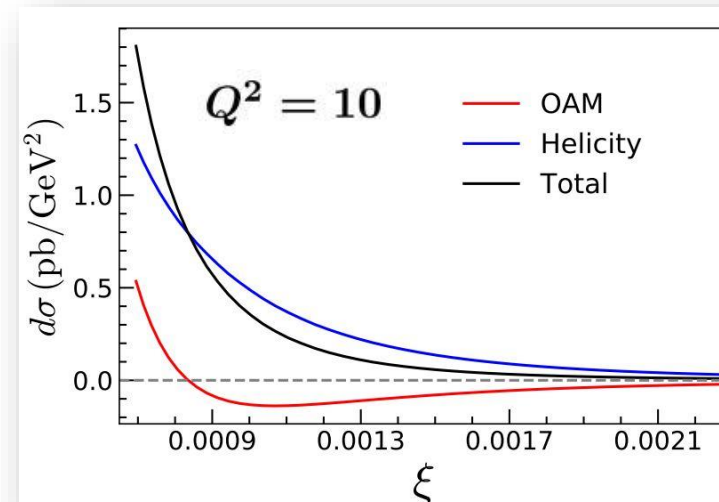 Q² = 10
OAM
Helicity
Total
dσ (pb/GeV²)
1.5
1.0
0.5
0.0
0.0009 0.0013 0.0017 0.0021
ξ